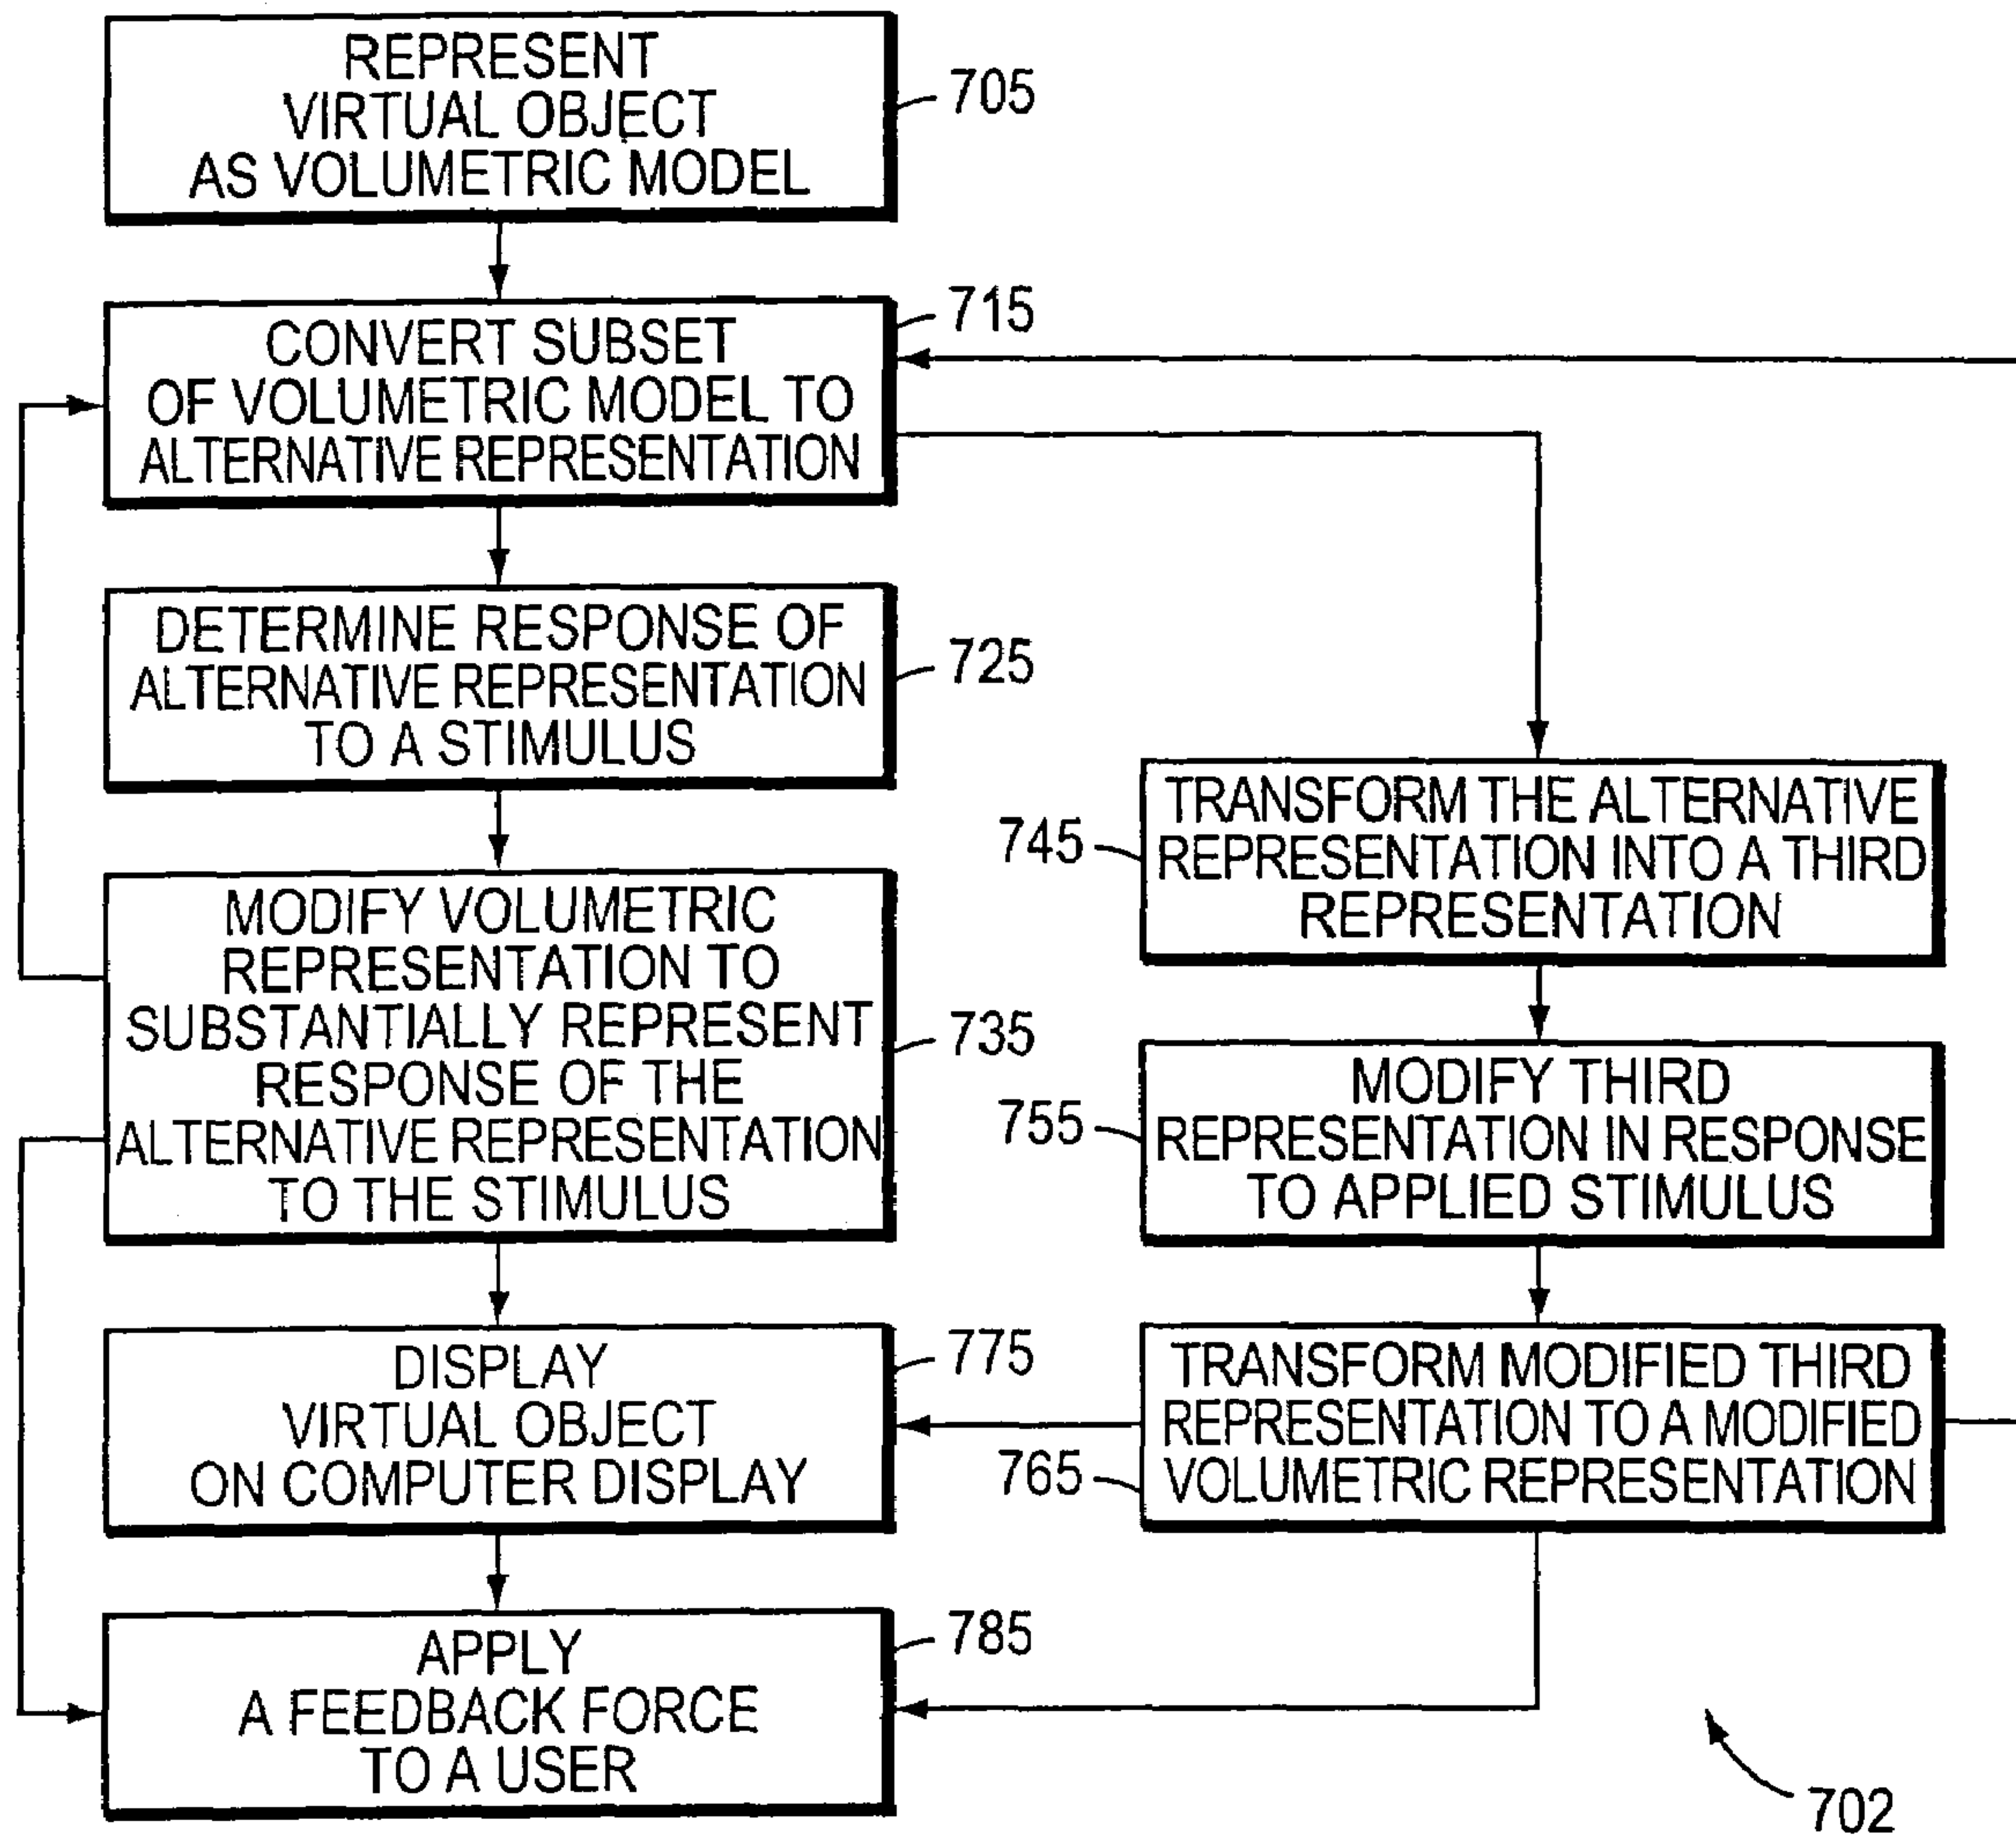 REPRESENT
VIRTUAL OBJECT
AS VOLUMETRIC MODEL
705
CONVERT SUBSET
OF VOLUMETRIC MODEL TO
ALTERNATIVE REPRESENTATION
715
DETERMINE RESPONSE OF
ALTERNATIVE REPRESENTATION
TO A STIMULUS
725
MODIFY VOLUMETRIC
REPRESENTATION TO
SUBSTANTIALLY REPRESENT
RESPONSE OF THE
ALTERNATIVE REPRESENTATION
TO THE STIMULUS
735
745
TRANSFORM THE ALTERNATIVE
REPRESENTATION INTO A THIRD
REPRESENTATION
755
MODIFY THIRD
REPRESENTATION IN RESPONSE
TO APPLIED STIMULUS
DISPLAY
VIRTUAL OBJECT
ON COMPUTER DISPLAY
775
765
TRANSFORM MODIFIED THIRD
REPRESENTATION TO A MODIFIED
VOLUMETRIC REPRESENTATION
APPLY
A FEEDBACK FORCE
TO A USER
785
702